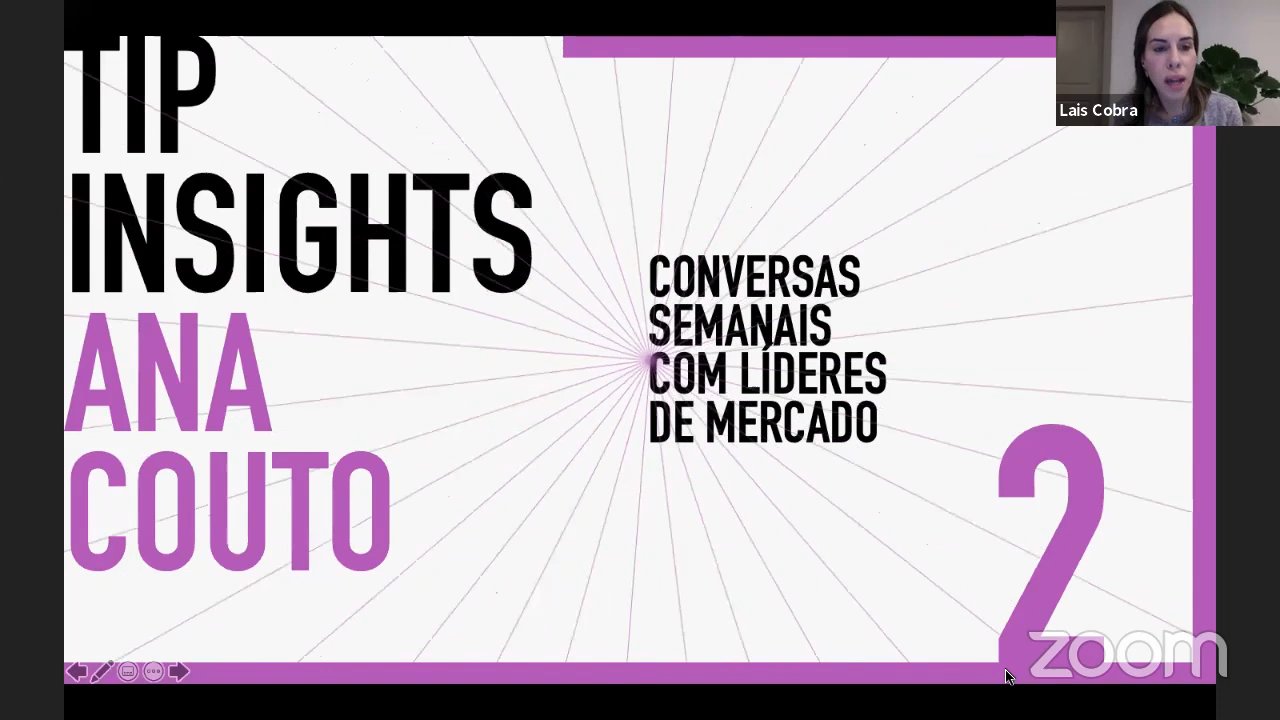 TIP
INSIGHTS
ANA
COUTO
CONVERSAS
SEMANAIS
COM LÍDERES
DE MERCADO
2
Lais Cobra
zoom